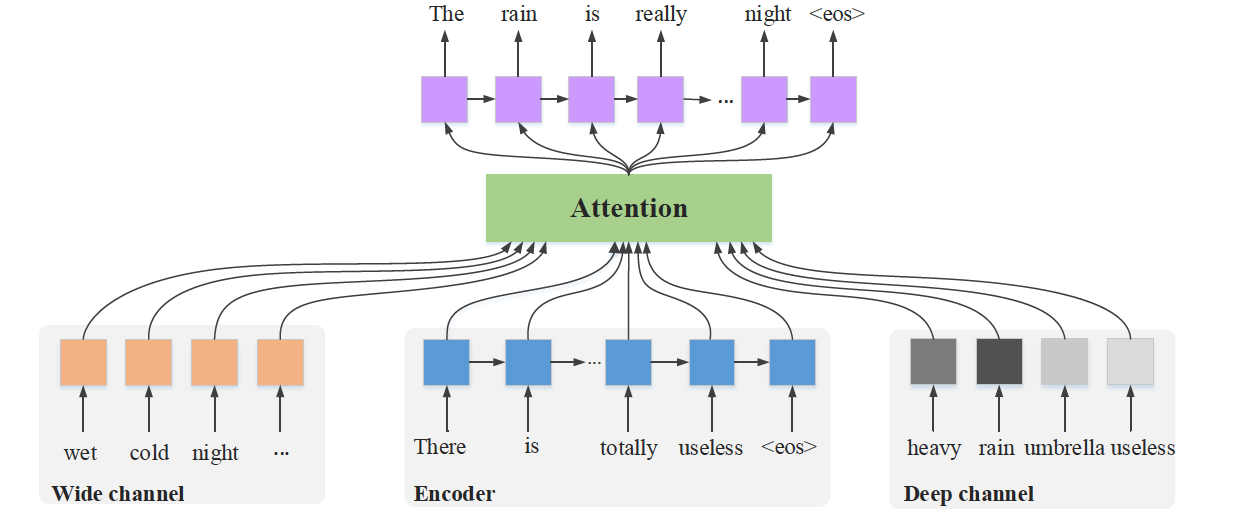 The rain is really night <eos>
...
Attention
...
wet cold night ...
There is totally useless <eos>
heavy rain umbrella useless
Wide channel
Encoder
Deep channel